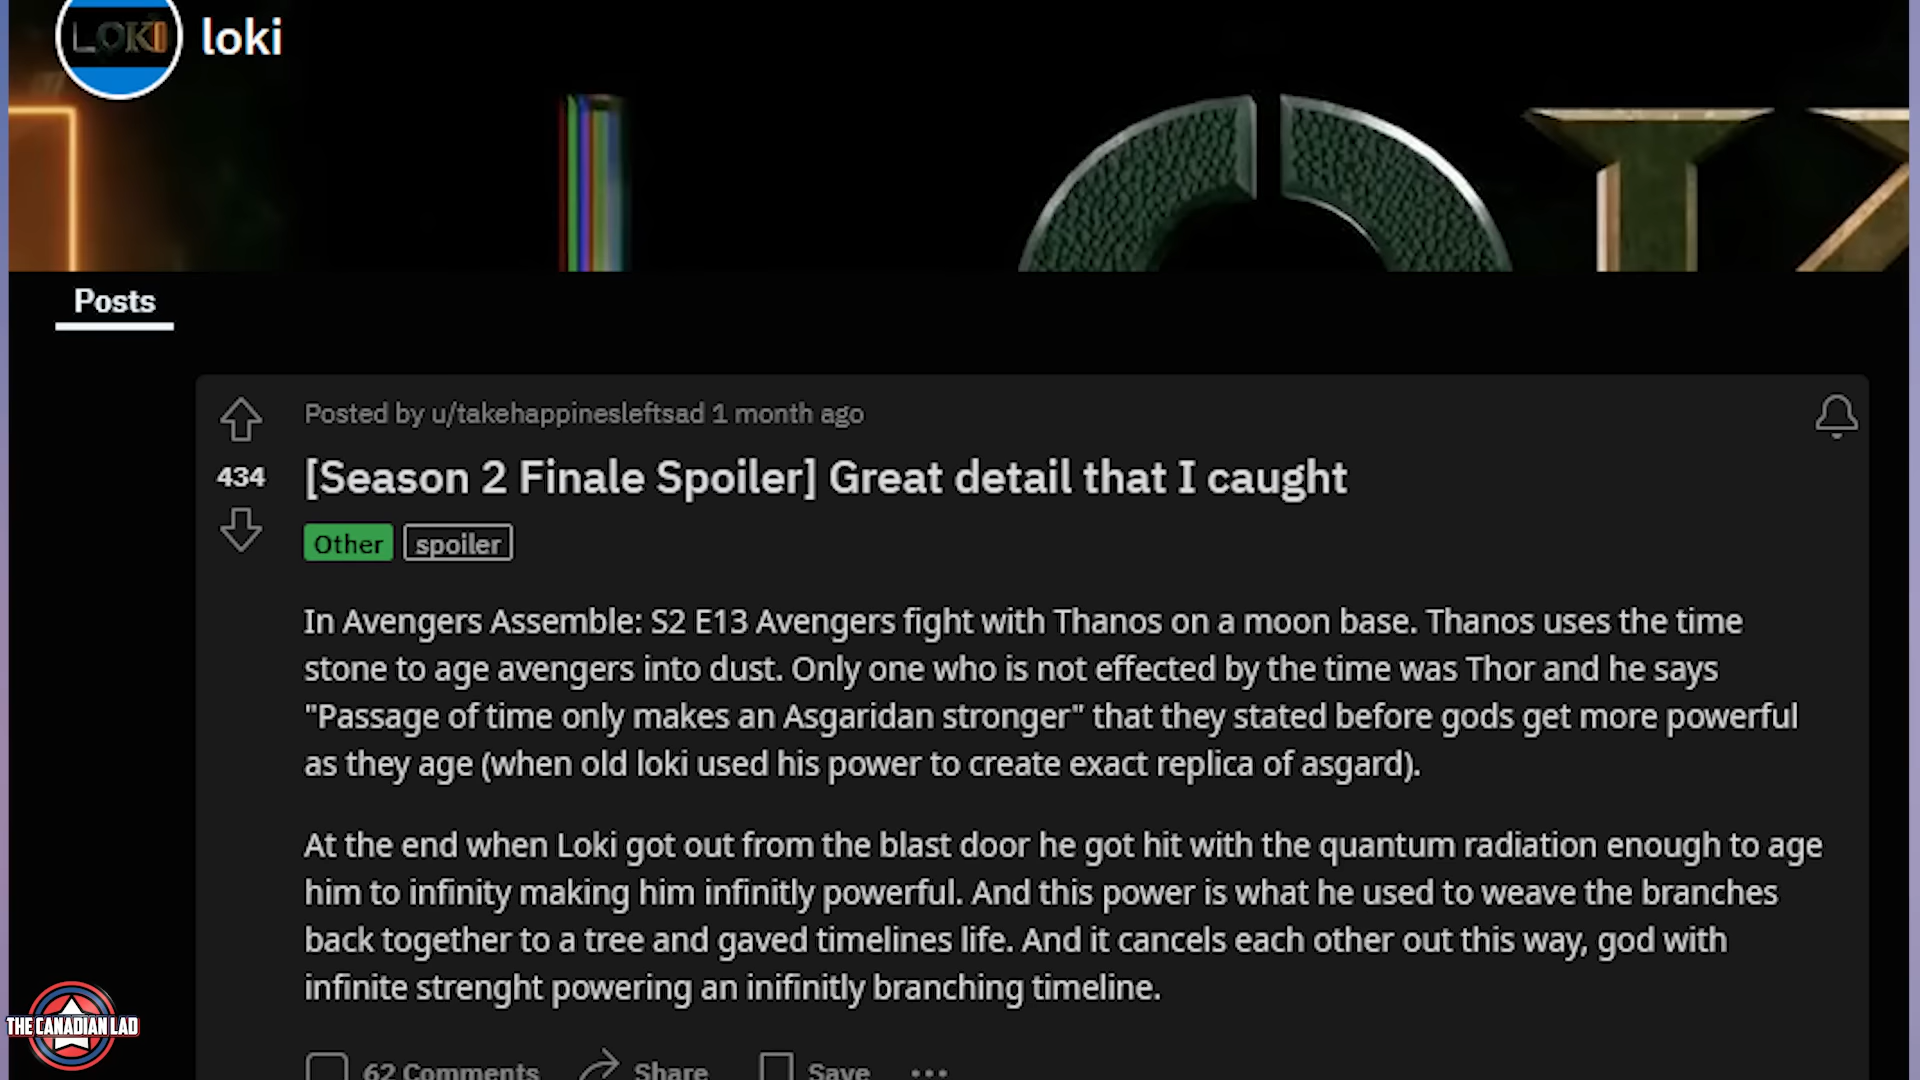 LOKI
loki
LOK
Posts
Posted by u/takehappinesleftsad 1 month ago
434
[Season 2 Finale Spoiler] Great detail that I caught
Other spoiler
In Avengers Assemble: S2 E13 Avengers fight with Thanos on a moon base. Thanos uses the time
stone to age avengers into dust. Only one who is not effected by the time was Thor and he says
"Passage of time only makes an Asgaridan stronger" that they stated before gods get more powerful
as they age (when old loki used his power to create exact replica of asgard).
At the end when Loki got out from the blast door he got hit with the quantum radiation enough to age
him to infinity making him infinitly powerful. And this power is what he used to weave the branches
back together to a tree and gaved timelines life. And it cancels each other out this way, god with
infinite strenght powering an inifinitly branching timeline.
THE CANADIAN LAD
62 Comments Share Save ...